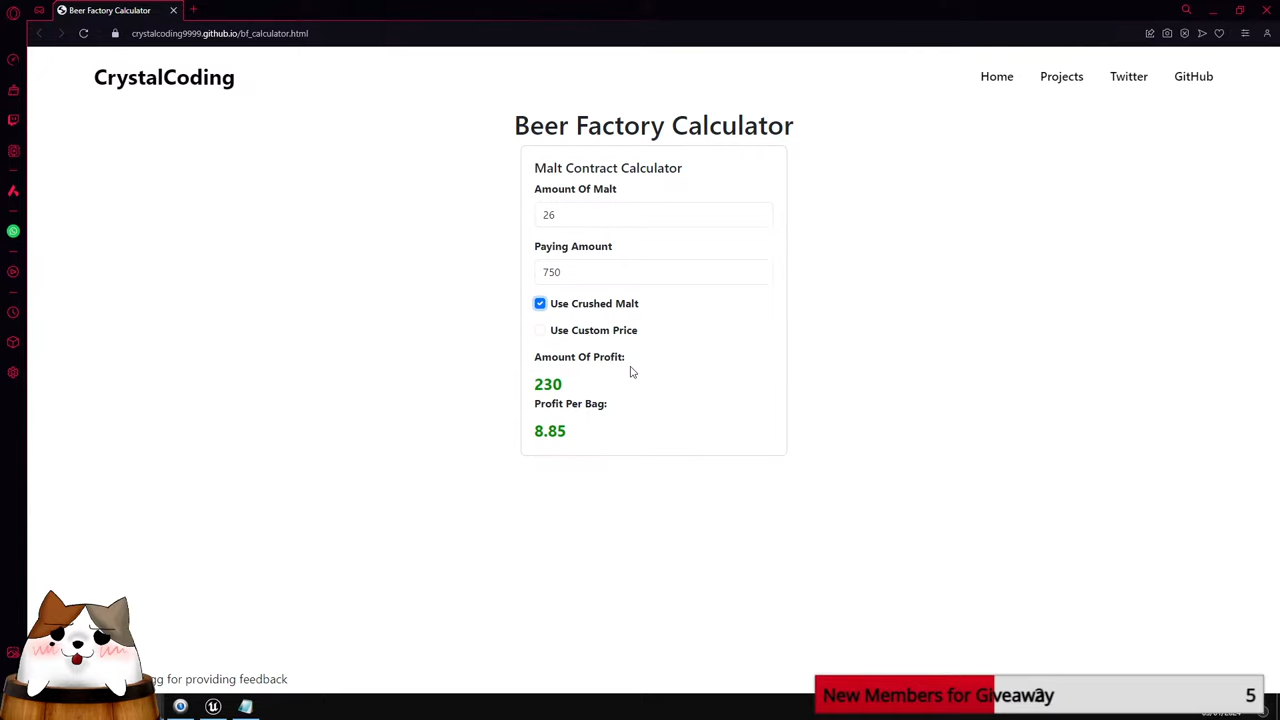 Beer Factory Calculator
crystalcoding9999.github.io/bf_calculator.html
CrystalCoding
Home Projects Twitter GitHub
Beer Factory Calculator
Malt Contract Calculator
Amount Of Malt
26
Paying Amount
750
Use Crushed Malt
Use Custom Price
Amount Of Profit:
230
Profit Per Bag:
8.85
for providing feedback
New Members for Giveaway
2
5